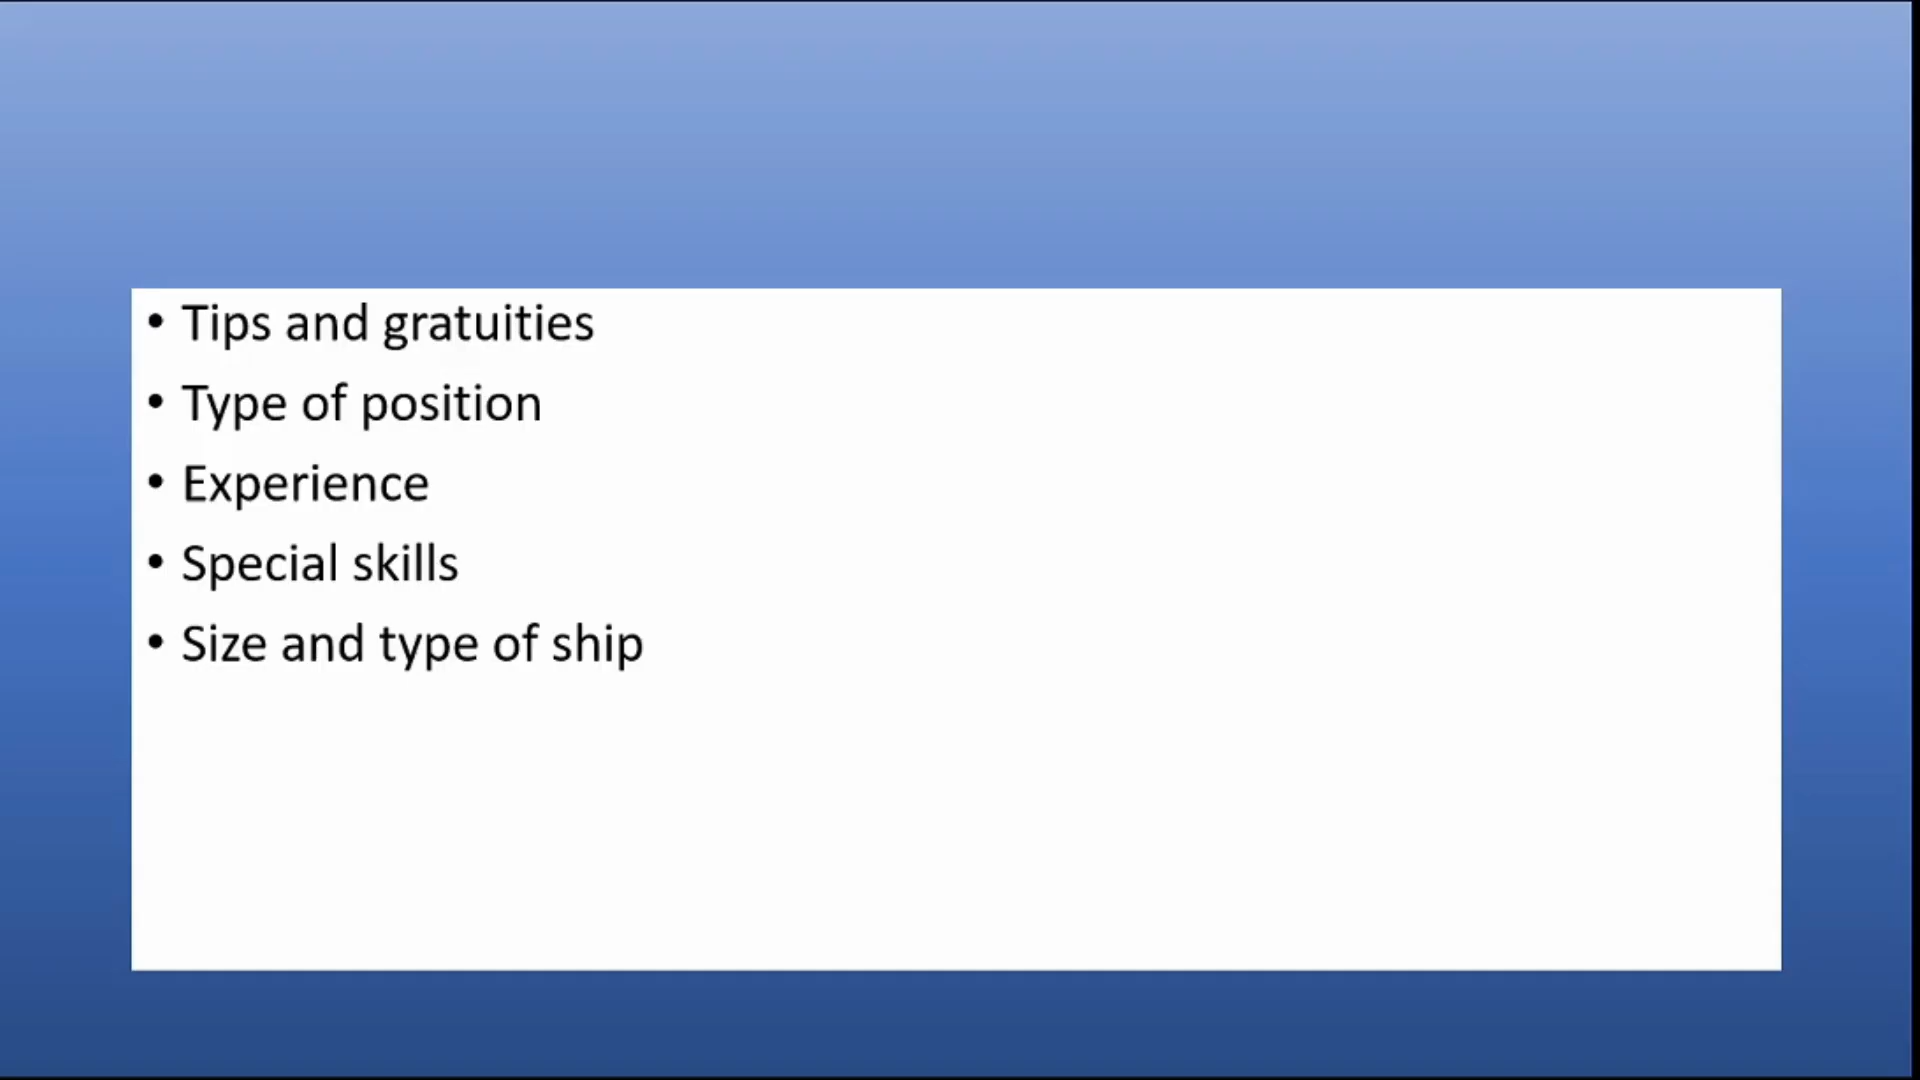 • Tips and gratuities
• Type of position
• Experience
• Special skills
• Size and type of ship